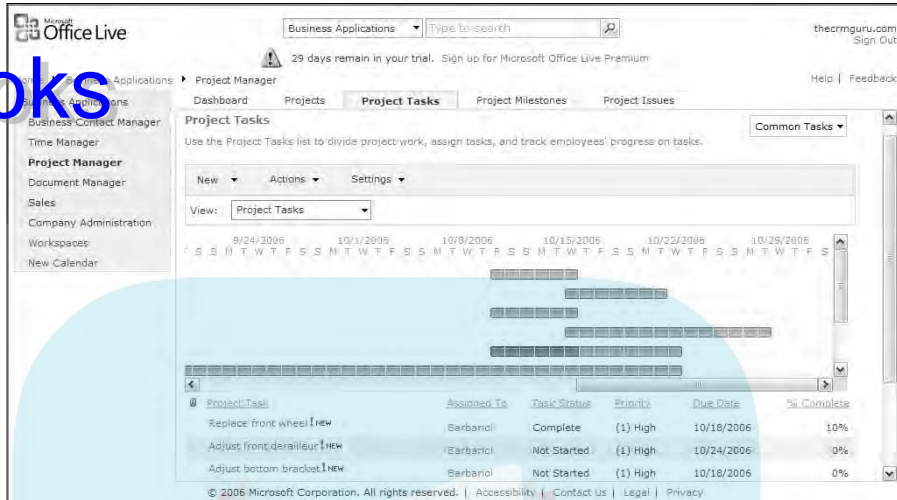 Microsoft
Office Live
Business Applications
Type to search
thecrmguru.com
Sign Out
29 days remain in your trial. Sign up for Microsoft Office Live Premium
oks
Business Applications
Project Manager
Help | Feedback
Business Applications
Business Contact Manager
Time Manager
Project Manager
Document Manager
Sales
Company Administration
Workspaces
New Calendar
Dashboard Projects Project Tasks Project Milestones Project Issues
Project Tasks
Common Tasks
Use the Project Tasks list to divide project work, assign tasks, and track employees' progress on tasks.
New Actions Settings
View: Project Tasks
9/24/2006 10/1/2006 10/8/2006 10/15/2006 10/22/2006 10/29/2006
F S S M T W T F S S M T W T F S S M T W T F S S M T W T F S S M T W T F S S M T W T F S
Project Task Assigned To Task Status Priority Due Date % Complete
Replace front wheel ! NEW Barbariol Complete (1) High 10/18/2006 10%
Adjust front derailleur ! NEW Barbariol Not Started (1) High 10/24/2006 0%
Adjust bottom bracket ! NEW Barbariol Not Started (1) High 10/18/2006 0%
© 2006 Microsoft Corporation. All rights reserved. | Accessibility | Contact Us | Legal | Privacy